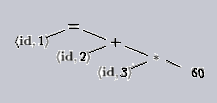 =
⟨id, 1⟩
+
⟨id, 2⟩
*
⟨id, 3⟩
60